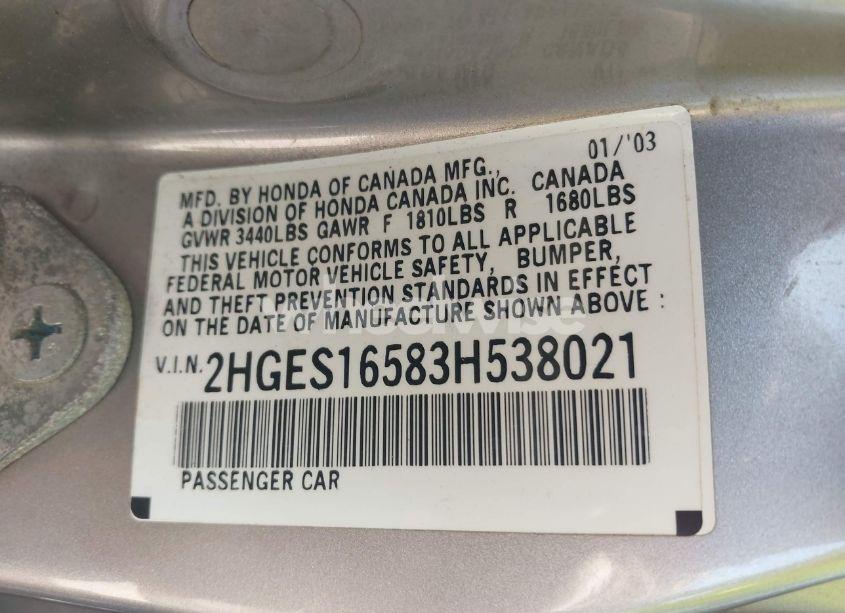 01/'03
MFD. BY HONDA OF CANADA MFG.,
A DIVISION OF HONDA CANADA INC. CANADA
GVWR 3440LBS GAWR F 1810LBS R 1680LBS
THIS VEHICLE CONFORMS TO ALL APPLICABLE
FEDERAL MOTOR VEHICLE SAFETY, BUMPER,
AND THEFT PREVENTION STANDARDS IN EFFECT
ON THE DATE OF MANUFACTURE SHOWN ABOVE :
V.I.N. 2HGES16583H538021
PASSENGER CAR